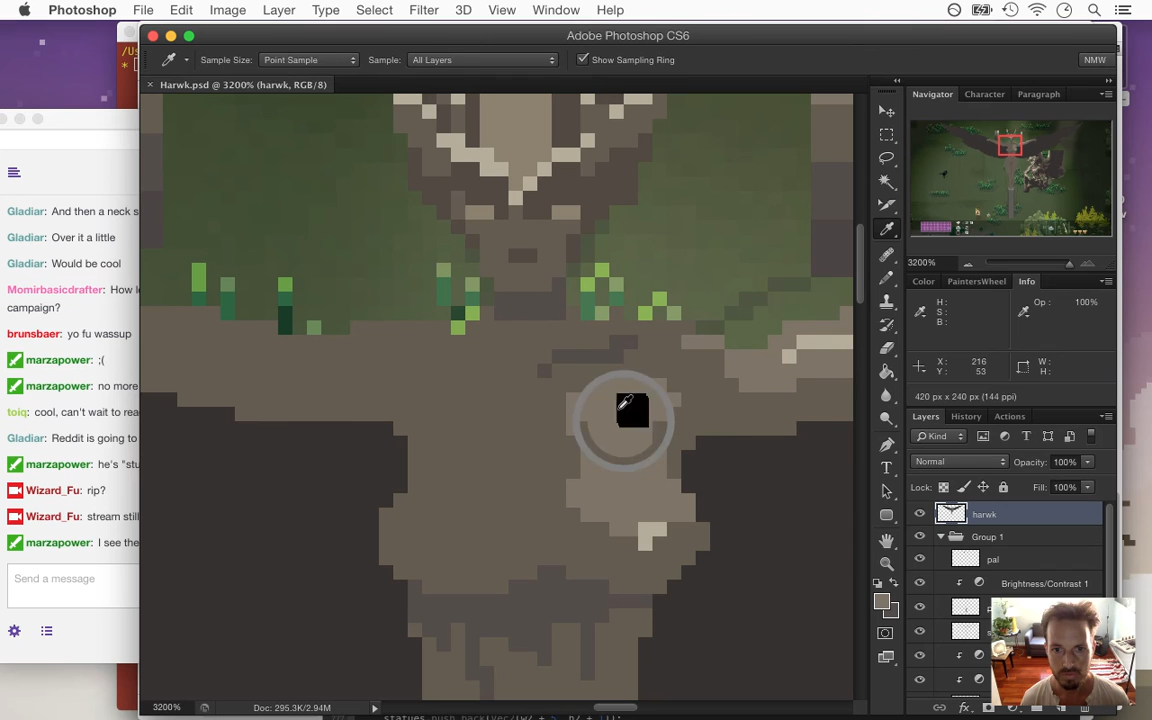 Photoshop File Edit Image Layer Type Select Filter 3D View Window Help
/Us
*
Adobe Photoshop CS6
Sample Size: Point Sample Sample: All Layers Show Sampling Ring NMW
× Harwk.psd @ 3200% (harwk, RGB/8)
Navigator Character Paragraph
3200%
Color PaintersWheel Info
H:
S:
B:
Op: 100%
X: 216
Y: 53
W:
H:
420 px x 240 px (144 ppi)
Layers History Actions
Kind
Normal Opacity: 100%
Lock: Fill: 100%
harwk
Group 1
pal
Brightness/Contrast 1
p
s
fx
Gladiar: And then a neck s
Gladiar: Over it a little
Gladiar: Would be cool
Momirbasicdrafter: How l
campaign?
brunsbaer: yo fu wassup
marzapower: ;(
marzapower: no more
toiq: cool, can't wait to rea
Gladiar: Reddit is going to
marzapower: he's "stu
Wizard_Fu: rip?
Wizard_Fu: stream still
marzapower: I see the
Send a message
3200% Doc: 295.3K/2.94M